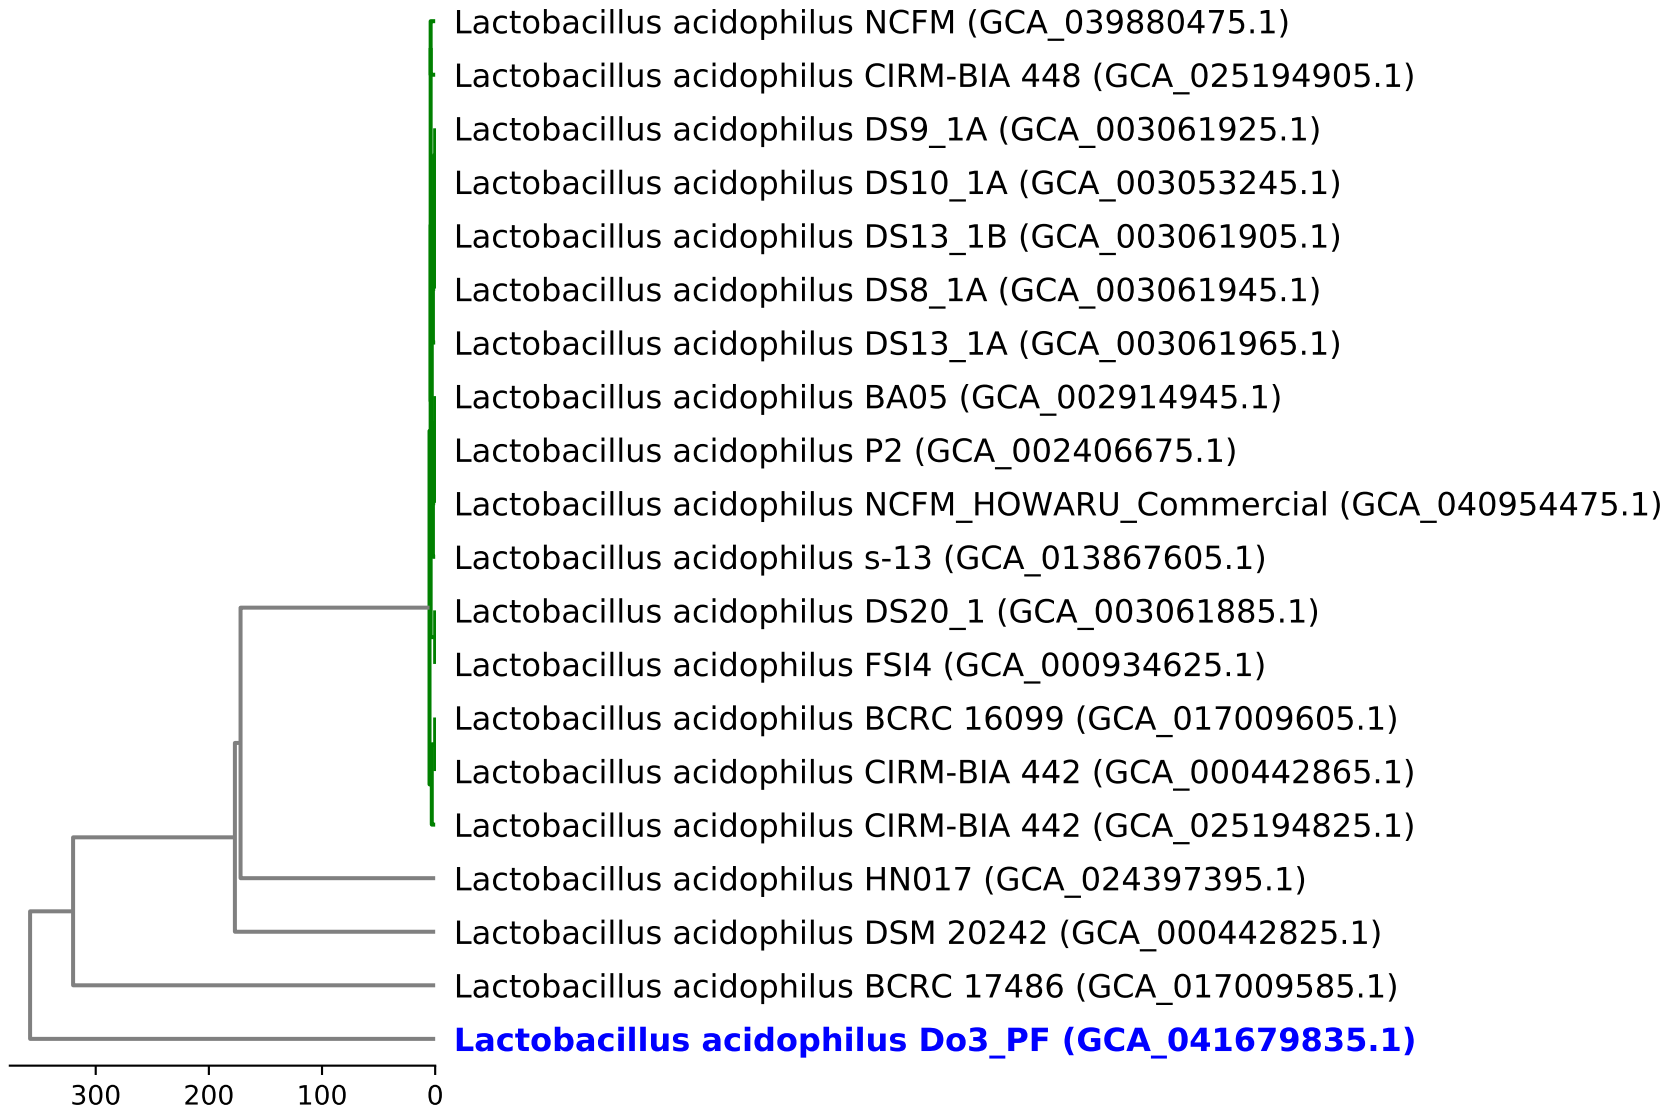 Lactobacillus acidophilus NCFM (GCA_039880475.1)
Lactobacillus acidophilus CIRM-BIA 448 (GCA_025194905.1)
Lactobacillus acidophilus DS9_1A (GCA_003061925.1)
Lactobacillus acidophilus DS10_1A (GCA_003053245.1)
Lactobacillus acidophilus DS13_1B (GCA_003061905.1)
Lactobacillus acidophilus DS8_1A (GCA_003061945.1)
Lactobacillus acidophilus DS13_1A (GCA_003061965.1)
Lactobacillus acidophilus BA05 (GCA_002914945.1)
Lactobacillus acidophilus P2 (GCA_002406675.1)
Lactobacillus acidophilus NCFM_HOWARU_Commercial (GCA_040954475.1)
Lactobacillus acidophilus s-13 (GCA_013867605.1)
Lactobacillus acidophilus DS20_1 (GCA_003061885.1)
Lactobacillus acidophilus FSI4 (GCA_000934625.1)
Lactobacillus acidophilus BCRC 16099 (GCA_017009605.1)
Lactobacillus acidophilus CIRM-BIA 442 (GCA_000442865.1)
Lactobacillus acidophilus CIRM-BIA 442 (GCA_025194825.1)
Lactobacillus acidophilus HN017 (GCA_024397395.1)
Lactobacillus acidophilus DSM 20242 (GCA_000442825.1)
Lactobacillus acidophilus BCRC 17486 (GCA_017009585.1)
Lactobacillus acidophilus Do3_PF (GCA_041679835.1)
300 200 100 0